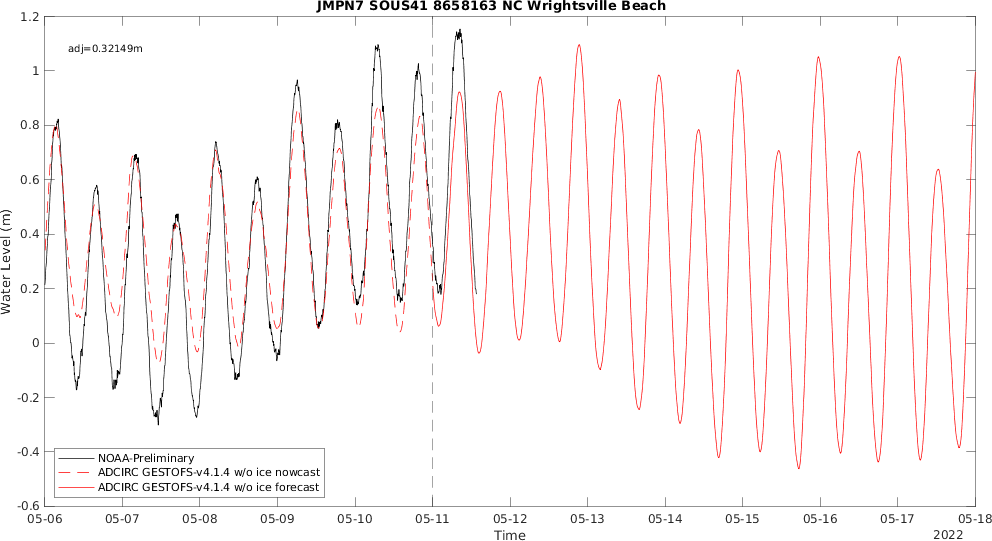 JMPN7 SOUS41 8658163 NC Wrightsville Beach
adj=0.32149m
1.2
1
0.8
0.6
0.4
0.2
0
-0.2
-0.4
-0.6
Water Level (m)
NOAA-Preliminary
ADCIRC GESTOFS-v4.1.4 w/o ice nowcast
ADCIRC GESTOFS-v4.1.4 w/o ice forecast
05-06 05-07 05-08 05-09 05-10 05-11 05-12 05-13 05-14 05-15 05-16 05-17 05-18
Time
2022